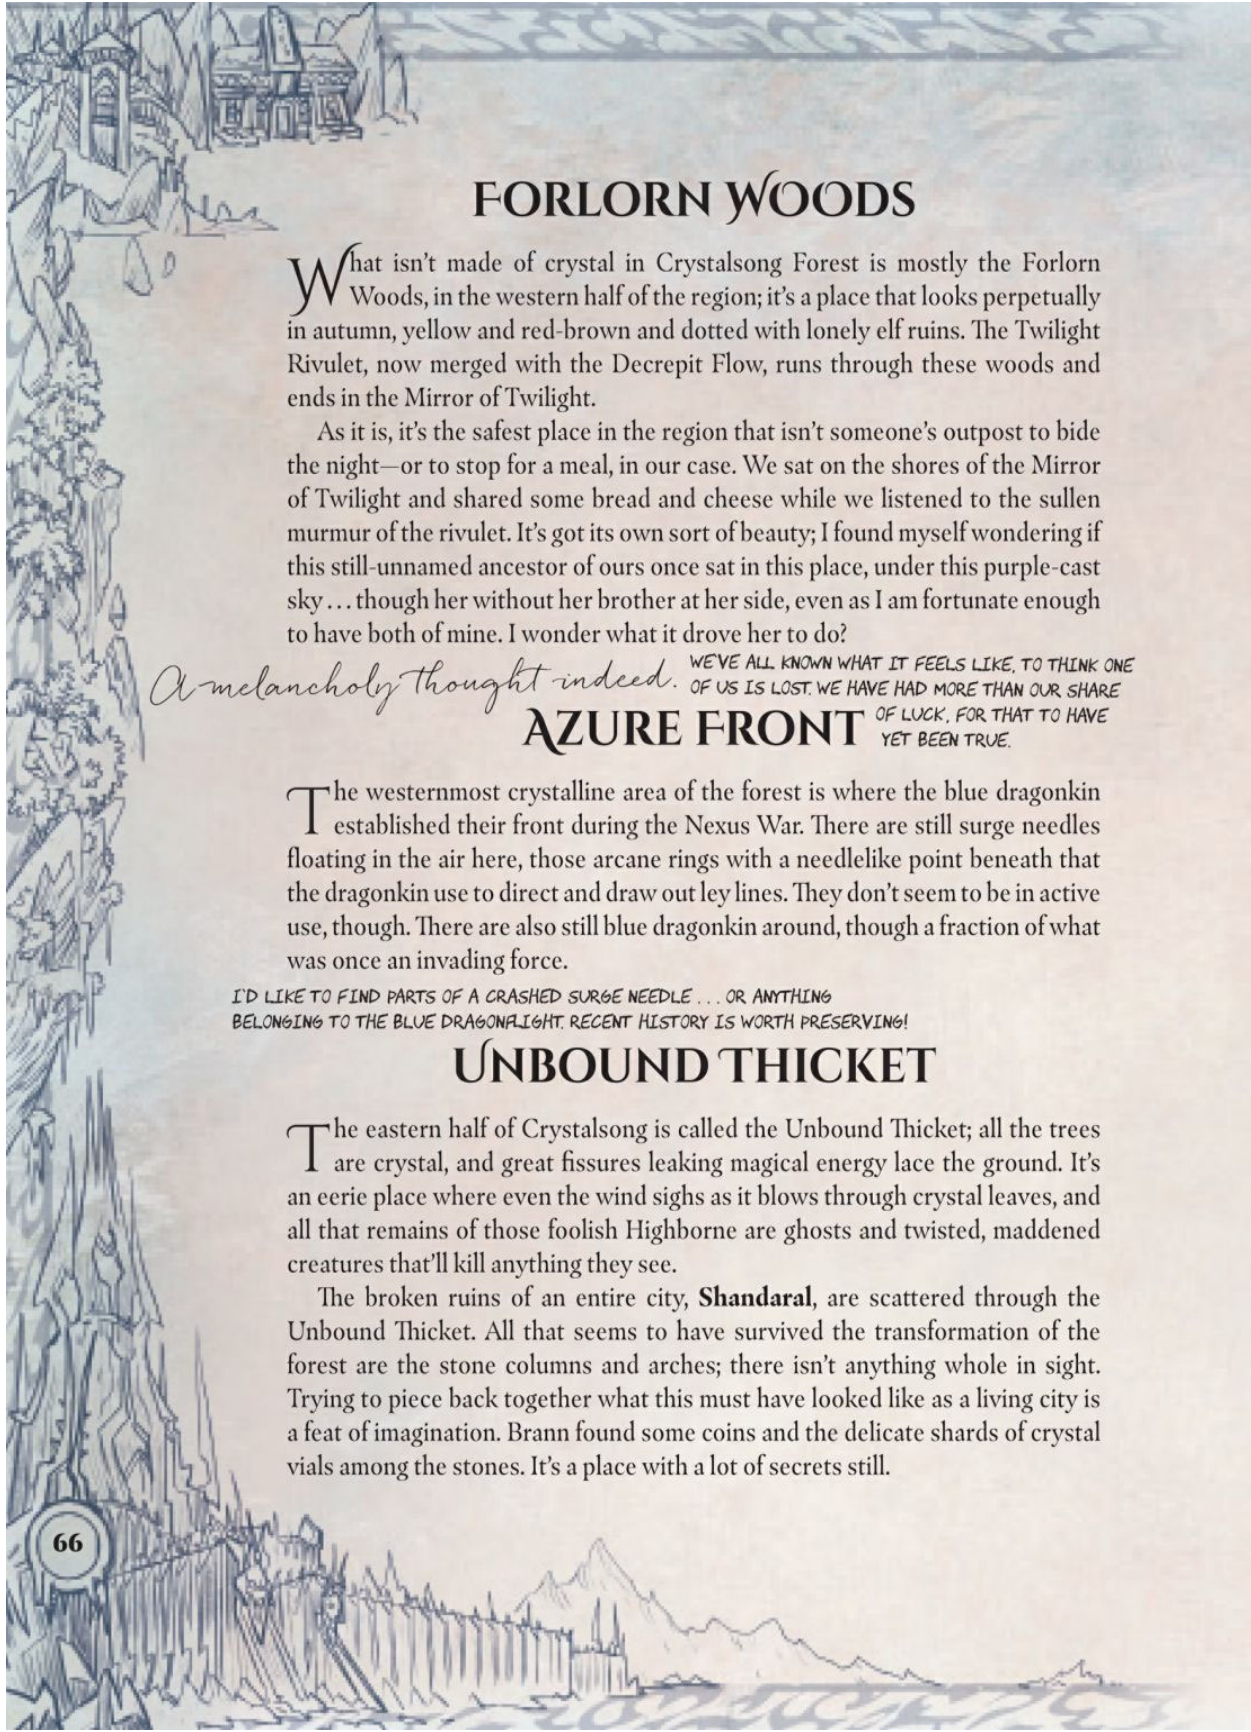 FORLORN WOODS
What isn't made of crystal in Crystalsong Forest is mostly the Forlorn
Woods, in the western half of the region; it's a place that looks perpetually
in autumn, yellow and red-brown and dotted with lonely elf ruins. The Twilight
Rivulet, now merged with the Decrepit Flow, runs through these woods and
ends in the Mirror of Twilight.
As it is, it's the safest place in the region that isn't someone's outpost to bide
the night—or to stop for a meal, in our case. We sat on the shores of the Mirror
of Twilight and shared some bread and cheese while we listened to the sullen
murmur of the rivulet. It's got its own sort of beauty; I found myself wondering if
this still-unnamed ancestor of ours once sat in this place, under this purple-cast
sky . . . though her without her brother at her side, even as I am fortunate enough
to have both of mine. I wonder what it drove her to do?
A melancholy thought indeed.
WE'VE ALL KNOWN WHAT IT FEELS LIKE, TO THINK ONE
OF US IS LOST. WE HAVE HAD MORE THAN OUR SHARE
OF LUCK, FOR THAT TO HAVE
YET BEEN TRUE.
AZURE FRONT
The westernmost crystalline area of the forest is where the blue dragonkin
established their front during the Nexus War. There are still surge needles
floating in the air here, those arcane rings with a needlelike point beneath that
the dragonkin use to direct and draw out ley lines. They don't seem to be in active
use, though. There are also still blue dragonkin around, though a fraction of what
was once an invading force.
I'D LIKE TO FIND PARTS OF A CRASHED SURGE NEEDLE . . . OR ANYTHING
BELONGING TO THE BLUE DRAGONFLIGHT. RECENT HISTORY IS WORTH PRESERVING!
UNBOUND THICKET
The eastern half of Crystalsong is called the Unbound Thicket; all the trees
are crystal, and great fissures leaking magical energy lace the ground. It's
an eerie place where even the wind sighs as it blows through crystal leaves, and
all that remains of those foolish Highborne are ghosts and twisted, maddened
creatures that'll kill anything they see.
The broken ruins of an entire city, Shandaral, are scattered through the
Unbound Thicket. All that seems to have survived the transformation of the
forest are the stone columns and arches; there isn't anything whole in sight.
Trying to piece back together what this must have looked like as a living city is
a feat of imagination. Brann found some coins and the delicate shards of crystal
vials among the stones. It's a place with a lot of secrets still.
66